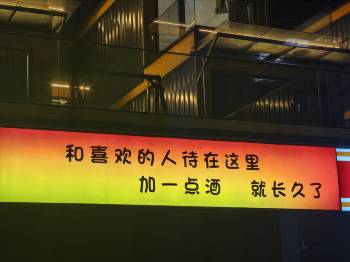 和喜欢的人待在这里
加一点酒 就长久了